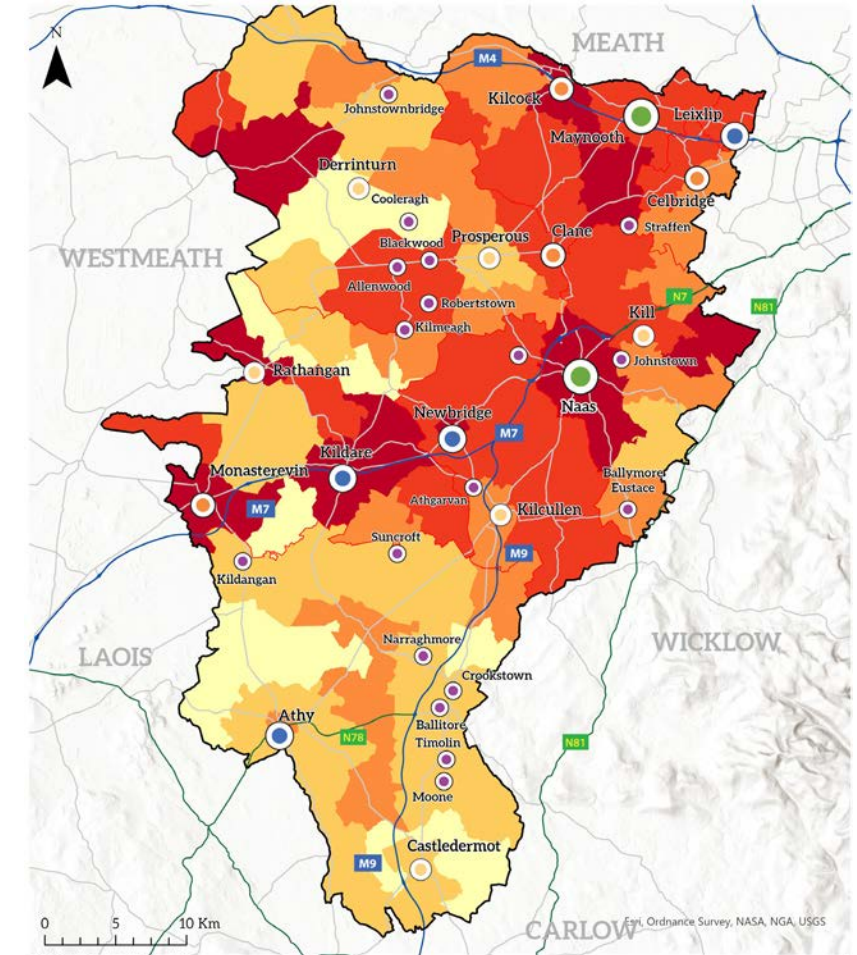 N
MEATH
M4
Johnstownbridge
Kilcock
Leixlip
Maynooth
Derrinturn
Cooleragh
Celbridge
Straffen
WESTMEATH
Blackwood
Prosperous
Clane
Allenwood
Robertstown
N7
N81
Kilmeagh
Kill
Johnstown
Rathangan
Naas
Newbridge
M7
Kildare
Monasterevin
Ballymore
Eustace
Athgarvan
M7
Kilcullen
Suncroft
M9
Kildangan
Narraghmore
WICKLOW
LAOIS
Crookstown
Athy
Ballitore
N78
Timolin
N81
Moone
Castledermot
M9
0 5 10 Km
CARLOW
Esri, Ordnance Survey, NASA, NGA, USGS